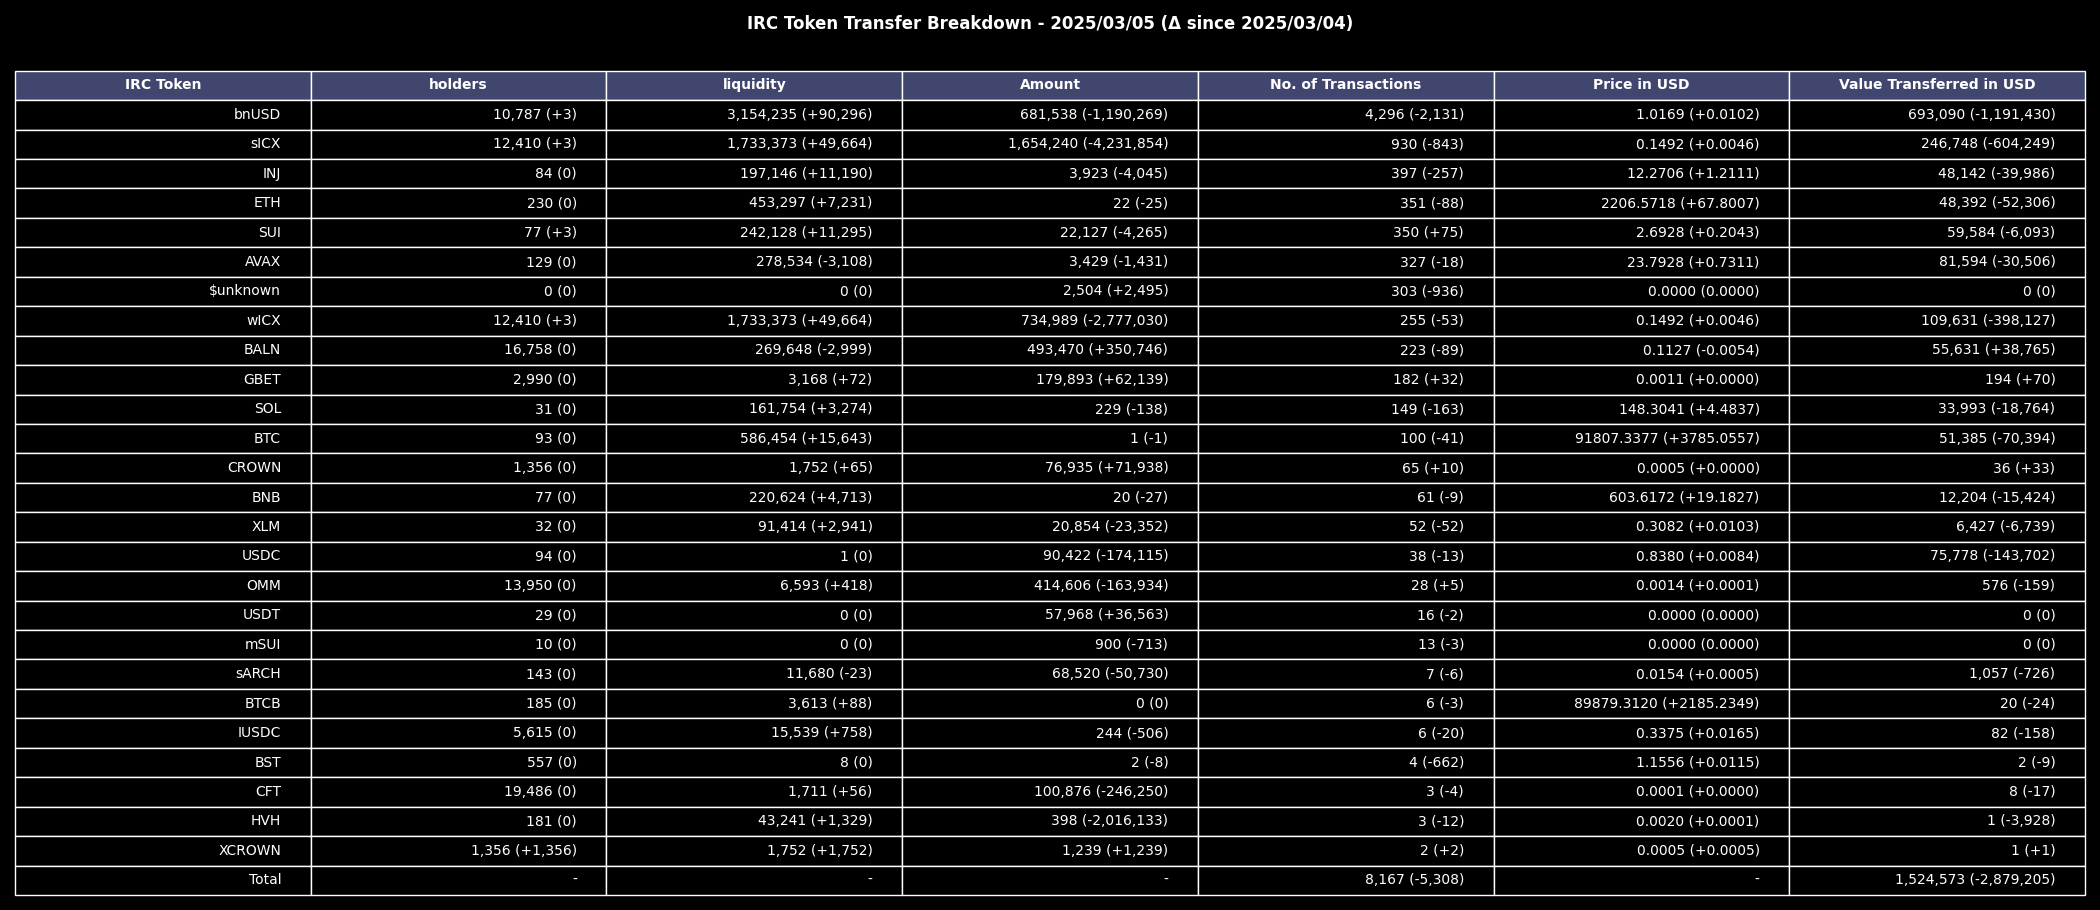 IRC Token Transfer Breakdown - 2025/03/05 (Δ since 2025/03/04)
IRC Token holders liquidity Amount No. of Transactions Price in USD Value Transferred in USD
bnUSD 10,787 (+3) 3,154,235 (+90,296) 681,538 (-1,190,269) 4,296 (-2,131) 1.0169 (+0.0102) 693,090 (-1,191,430)
sICX 12,410 (+3) 1,733,373 (+49,664) 1,654,240 (-4,231,854) 930 (-843) 0.1492 (+0.0046) 246,748 (-604,249)
INJ 84 (0) 197,146 (+11,190) 3,923 (-4,045) 397 (-257) 12.2706 (+1.2111) 48,142 (-39,986)
ETH 230 (0) 453,297 (+7,231) 22 (-25) 351 (-88) 2206.5718 (+67.8007) 48,392 (-52,306)
SUI 77 (+3) 242,128 (+11,295) 22,127 (-4,265) 350 (+75) 2.6928 (+0.2043) 59,584 (-6,093)
AVAX 129 (0) 278,534 (-3,108) 3,429 (-1,431) 327 (-18) 23.7928 (+0.7311) 81,594 (-30,506)
$unknown 0 (0) 0 (0) 2,504 (+2,495) 303 (-936) 0.0000 (0.0000) 0 (0)
wICX 12,410 (+3) 1,733,373 (+49,664) 734,989 (-2,777,030) 255 (-53) 0.1492 (+0.0046) 109,631 (-398,127)
BALN 16,758 (0) 269,648 (-2,999) 493,470 (+350,746) 223 (-89) 0.1127 (-0.0054) 55,631 (+38,765)
GBET 2,990 (0) 3,168 (+72) 179,893 (+62,139) 182 (+32) 0.0011 (+0.0000) 194 (+70)
SOL 31 (0) 161,754 (+3,274) 229 (-138) 149 (-163) 148.3041 (+4.4837) 33,993 (-18,764)
BTC 93 (0) 586,454 (+15,643) 1 (-1) 100 (-41) 91807.3377 (+3785.0557) 51,385 (-70,394)
CROWN 1,356 (0) 1,752 (+65) 76,935 (+71,938) 65 (+10) 0.0005 (+0.0000) 36 (+33)
BNB 77 (0) 220,624 (+4,713) 20 (-27) 61 (-9) 603.6172 (+19.1827) 12,204 (-15,424)
XLM 32 (0) 91,414 (+2,941) 20,854 (-23,352) 52 (-52) 0.3082 (+0.0103) 6,427 (-6,739)
USDC 94 (0) 1 (0) 90,422 (-174,115) 38 (-13) 0.8380 (+0.0084) 75,778 (-143,702)
OMM 13,950 (0) 6,593 (+418) 414,606 (-163,934) 28 (+5) 0.0014 (+0.0001) 576 (-159)
USDT 29 (0) 0 (0) 57,968 (+36,563) 16 (-2) 0.0000 (0.0000) 0 (0)
mSUI 10 (0) 0 (0) 900 (-713) 13 (-3) 0.0000 (0.0000) 0 (0)
sARCH 143 (0) 11,680 (-23) 68,520 (-50,730) 7 (-6) 0.0154 (+0.0005) 1,057 (-726)
BTCB 185 (0) 3,613 (+88) 0 (0) 6 (-3) 89879.3120 (+2185.2349) 20 (-24)
IUSDC 5,615 (0) 15,539 (+758) 244 (-506) 6 (-20) 0.3375 (+0.0165) 82 (-158)
BST 557 (0) 8 (0) 2 (-8) 4 (-662) 1.1556 (+0.0115) 2 (-9)
CFT 19,486 (0) 1,711 (+56) 100,876 (-246,250) 3 (-4) 0.0001 (+0.0000) 8 (-17)
HVH 181 (0) 43,241 (+1,329) 398 (-2,016,133) 3 (-12) 0.0020 (+0.0001) 1 (-3,928)
XCROWN 1,356 (+1,356) 1,752 (+1,752) 1,239 (+1,239) 2 (+2) 0.0005 (+0.0005) 1 (+1)
Total - - - 8,167 (-5,308) - 1,524,573 (-2,879,205)